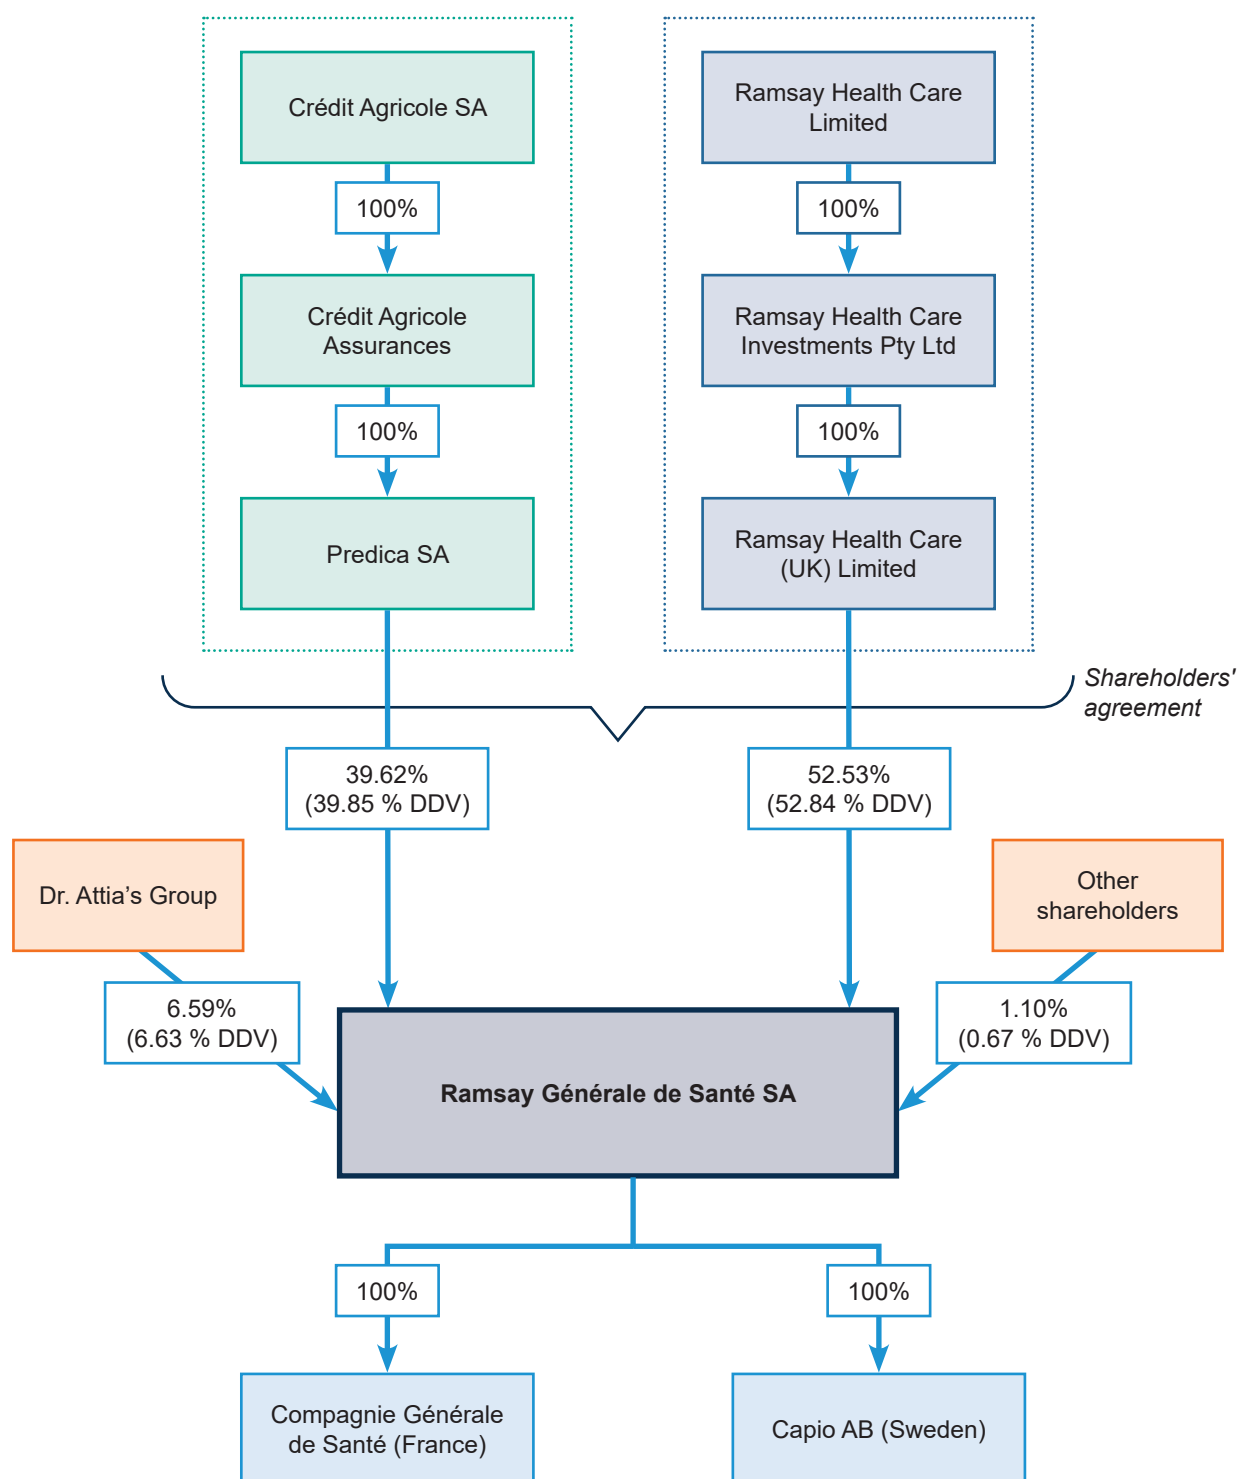 Crédit Agricole SA
Ramsay Health Care
Limited
100%
100%
Crédit Agricole
Assurances
Ramsay Health Care
Investments Pty Ltd
100%
100%
Predica SA
Ramsay Health Care
(UK) Limited
Shareholders'
agreement
39.62%
(39.85 % DDV)
52.53%
(52.84 % DDV)
Dr. Attia’s Group
Other
shareholders
6.59%
(6.63 % DDV)
1.10%
(0.67 % DDV)
Ramsay Générale de Santé SA
100%
100%
Compagnie Générale
de Santé (France)
Capio AB (Sweden)